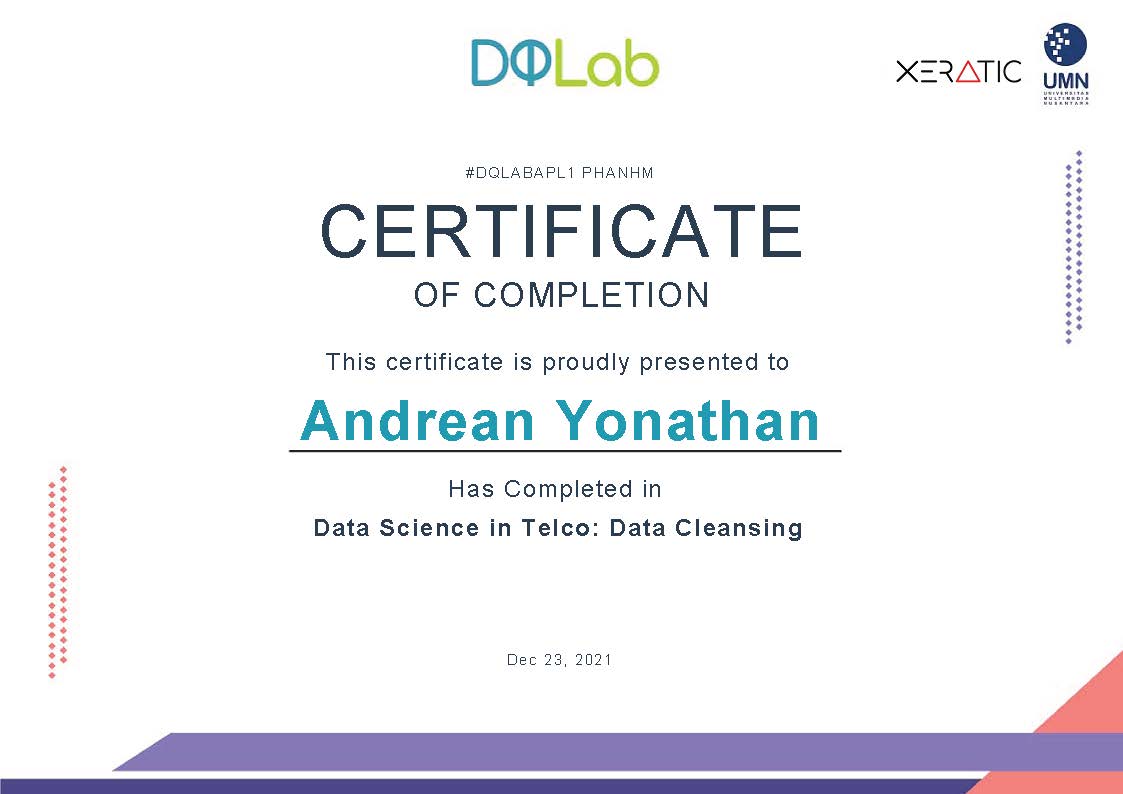 DQLab
XERATIC
UMN
UNIVERSITAS
MULTIMEDIA
NUSANTARA
#DQLABAPL1 PHANHM
CERTIFICATE
OF COMPLETION
This certificate is proudly presented to
Andrean Yonathan
Has Completed in
Data Science in Telco: Data Cleansing
Dec 23, 2021